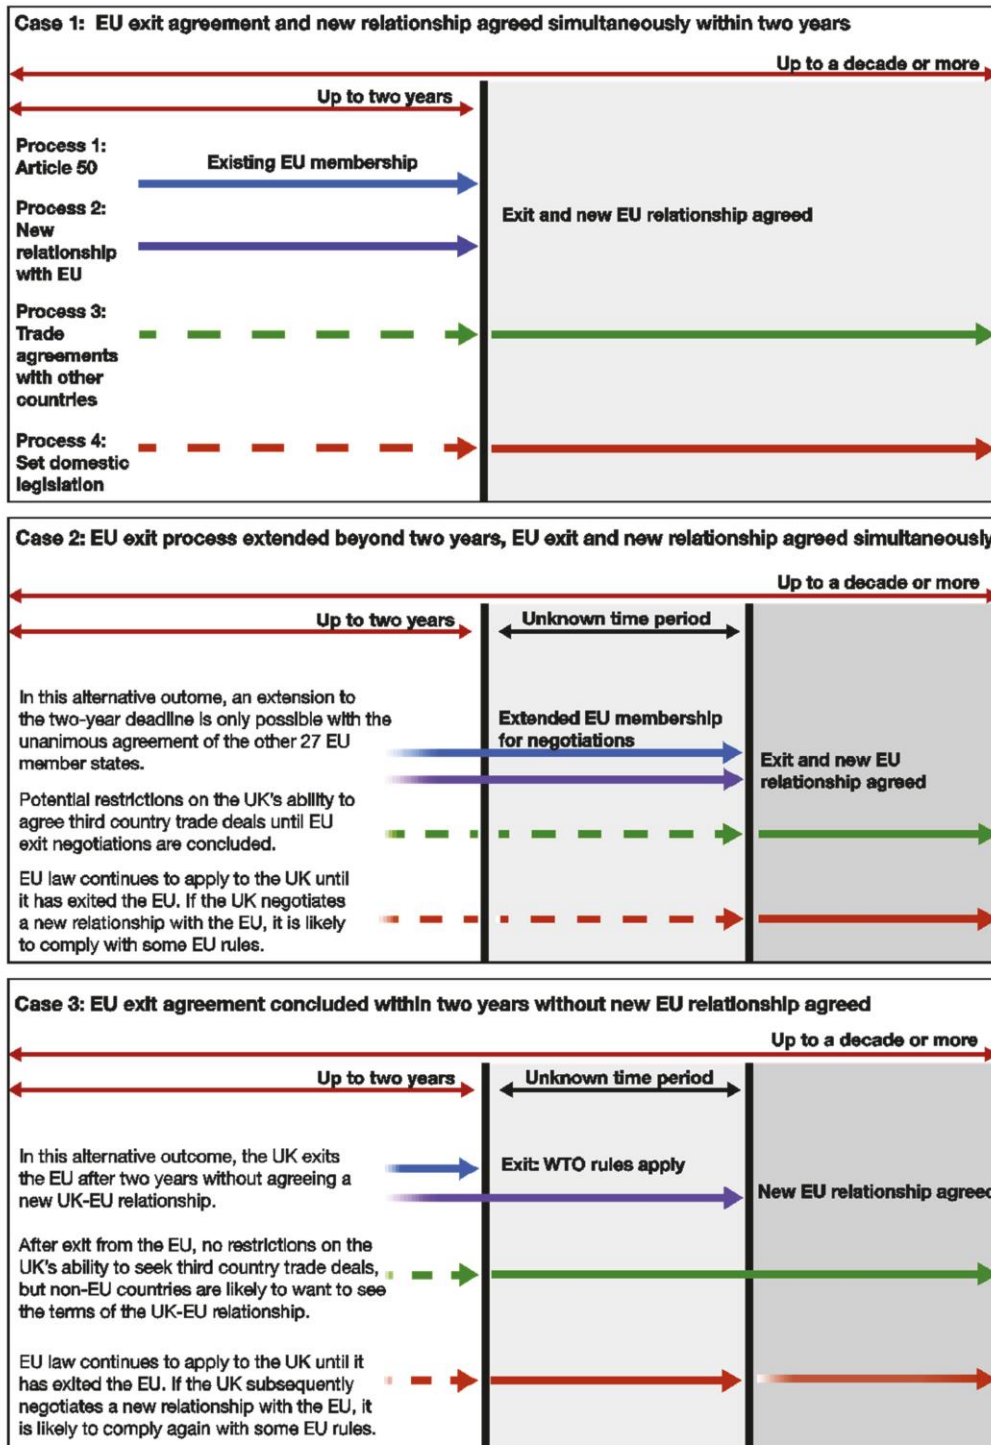 Case 1: EU exit agreement and new relationship agreed simultaneously within two years
Up to a decade or more
Up to two years
Process 1:
Article 50
Existing EU membership
Process 2:
New
relationship
with EU
Exit and new EU relationship agreed
Process 3:
Trade
agreements
with other
countries
Process 4:
Set domestic
legislation
Case 2: EU exit process extended beyond two years, EU exit and new relationship agreed simultaneously
Up to a decade or more
Up to two years
Unknown time period
In this alternative outome, an extension to
the two-year deadline is only possible with the
unanimous agreement of the other 27 EU
member states.
Extended EU membership
for negotiations
Exit and new EU
relationship agreed
Potential restrictions on the UK's ability to
agree third country trade deals until EU
exit negotiations are concluded.
EU law continues to apply to the UK until
it has exited the EU. If the UK negotiates
a new relationship with the EU, it is likely
to comply with some EU rules.
Case 3: EU exit agreement concluded within two years without new EU relationship agreed
Up to a decade or more
Up to two years
Unknown time period
In this alternative outcome, the UK exits
the EU after two years without agreeing a
new UK-EU relationship.
Exit: WTO rules apply
New EU relationship agreed
After exit from the EU, no restrictions on the
UK's ability to seek third country trade deals,
but non-EU countries are likely to want to see
the terms of the UK-EU relationship.
EU law continues to apply to the UK until it
has exited the EU. If the UK subsequently
negotiates a new relationship with the EU, it
is likely to comply again with some EU rules.